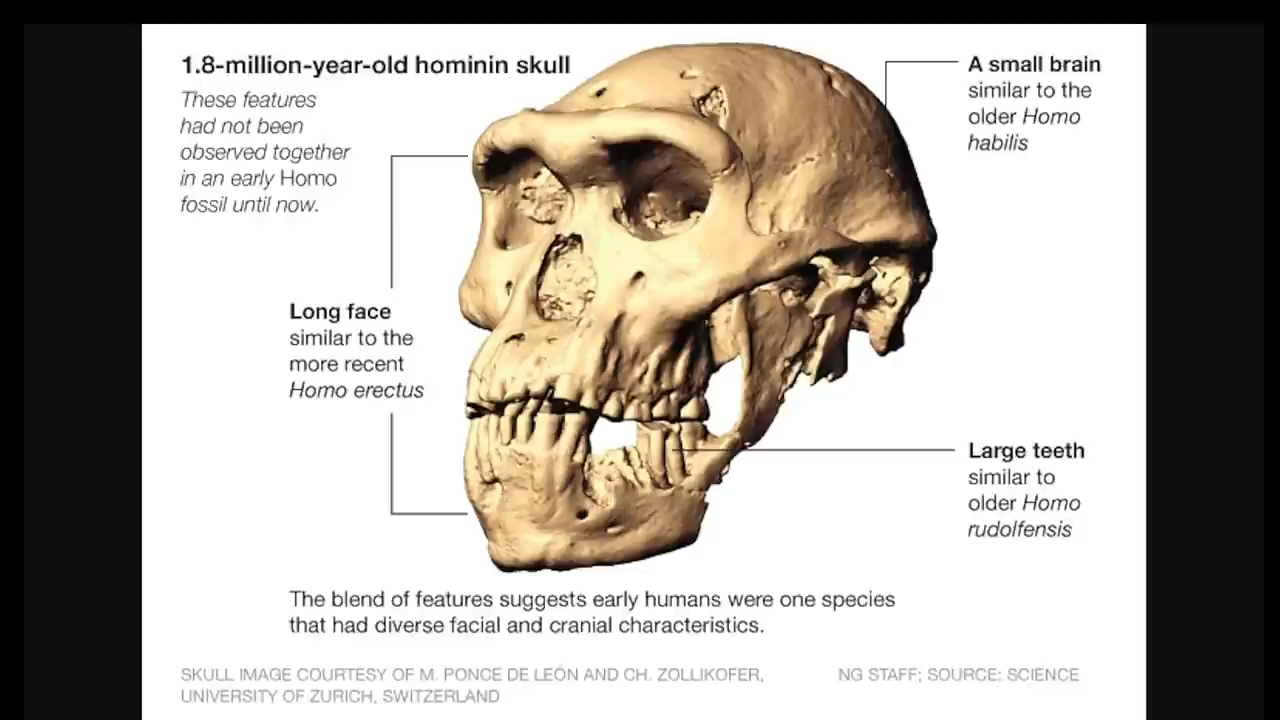 1.8-million-year-old hominin skull
These features
had not been
observed together
in an early Homo
fossil until now.
A small brain
similar to the
older Homo
habilis
Long face
similar to the
more recent
Homo erectus
Large teeth
similar to
older Homo
rudolfensis
The blend of features suggests early humans were one species
that had diverse facial and cranial characteristics.
SKULL IMAGE COURTESY OF M. PONCE DE LEÓN AND CH. ZOLLIKOFER,
UNIVERSITY OF ZURICH, SWITZERLAND
NG STAFF; SOURCE: SCIENCE